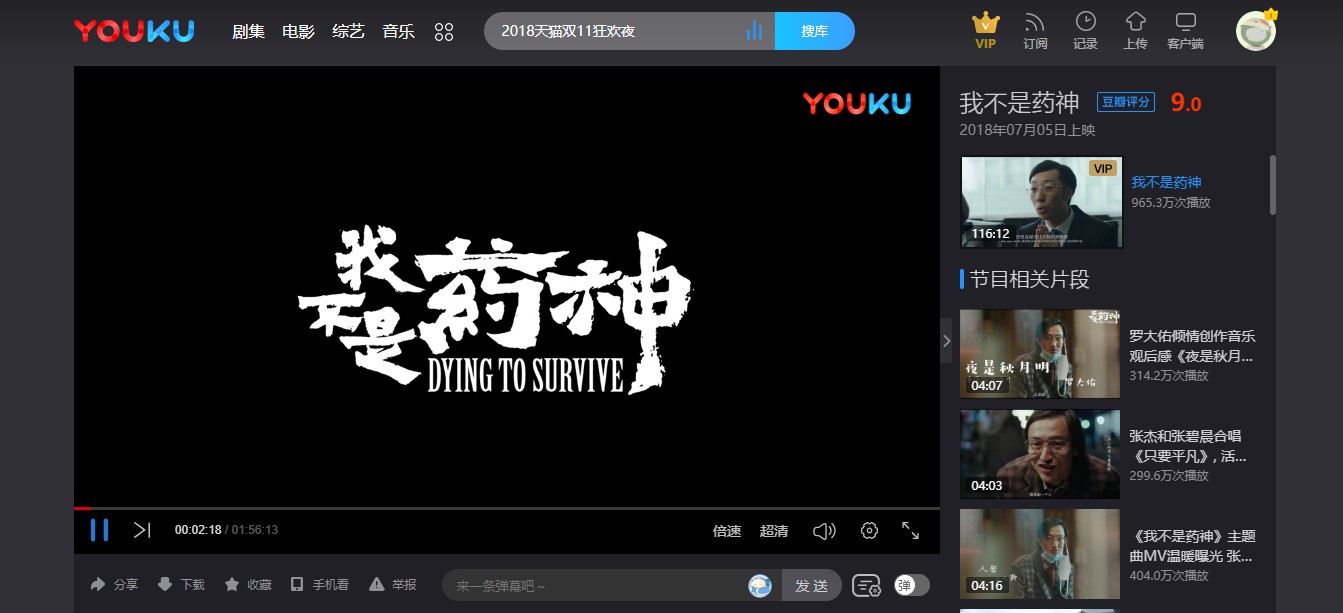 YOUKU
剧集 电影 综艺 音乐
2018天猫双11狂欢夜
搜库
VIP
订阅
记录
上传
客户端
YOUKU
我不是药神
DYING TO SURVIVE
00:02:18 / 01:56:13
倍速 超清
分享 下载 收藏 手机看 举报
来一条弹幕吧~
发送
弹
我不是药神 豆瓣评分 9.0
2018年07月05日上映
VIP
116:12
我不是药神
965.3万次播放
节目相关片段
我不是药神
夜是秋月明
罗大佑
04:07
罗大佑倾情创作音乐
观后感《夜是秋月...
314.2万次播放
04:03
张杰和张碧晨合唱
《只要平凡》, 活...
299.6万次播放
04:16
《我不是药神》主题
曲MV温暖曝光 张...
404.0万次播放